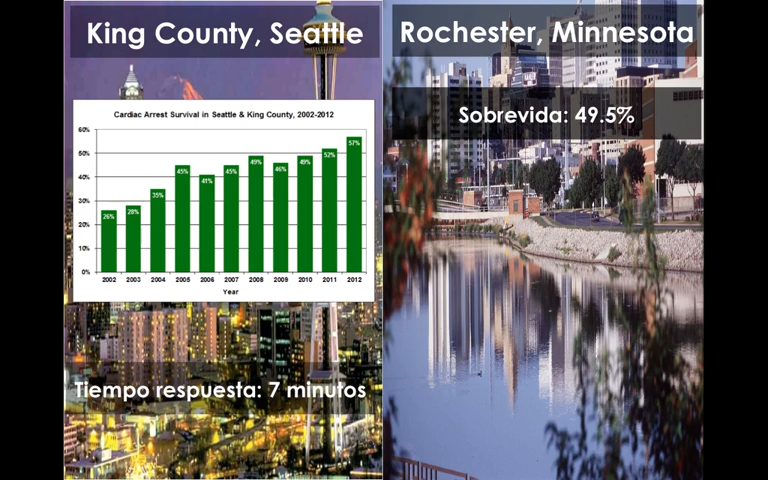 King County, Seattle
Cardiac Arrest Survival in Seattle & King County, 2002-2012
60%
50%
40%
30%
20%
10%
0%
26%
28%
35%
45%
41%
45%
49%
46%
49%
52%
57%
2002 2003 2004 2005 2006 2007 2008 2009 2010 2011 2012
Year
Tiempo respuesta: 7 minutos
Rochester, Minnesota
Sobrevida: 49.5%